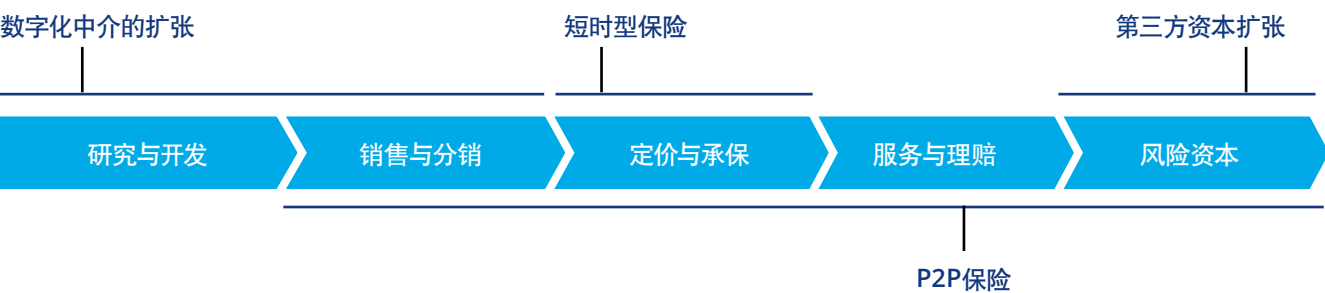 数字化中介的扩张
短时型保险
第三方资本扩张
研究与开发
销售与分销
定价与承保
服务与理赔
风险资本
P2P保险